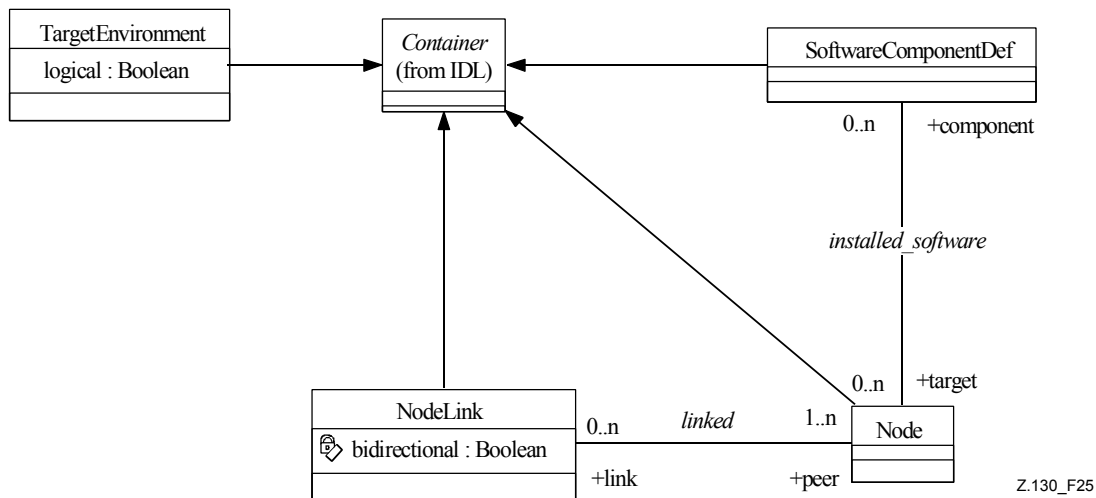 TargetEnvironment
logical : Boolean
Container
(from IDL)
SoftwareComponentDef
0..n
+component
installed_software
0..n
+target
NodeLink
bidirectional : Boolean
0..n
linked
1..n
+link
+peer
Node
Z.130_F25